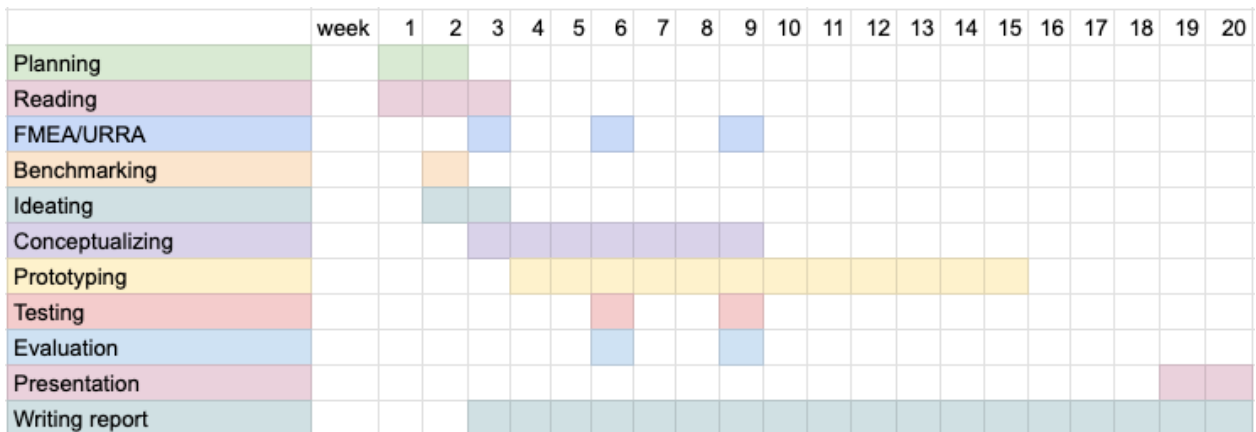 week 1 2 3 4 5 6 7 8 9 10 11 12 13 14 15 16 17 18 19 20
Planning
Reading
FMEA/URRA
Benchmarking
Ideating
Conceptualizing
Prototyping
Testing
Evaluation
Presentation
Writing report